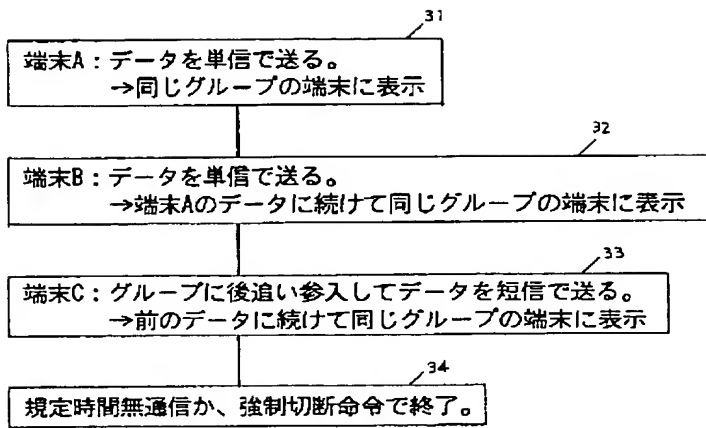 31
端末A：データを単信で送る。
→同じグループの端末に表示
32
端末B：データを単信で送る。
→端末Aのデータに続けて同じグループの端末に表示
33
端末C：グループに後追い参入してデータを短信で送る。
→前のデータに続けて同じグループの端末に表示
34
規定時間無通信か、強制切断命令で終了。